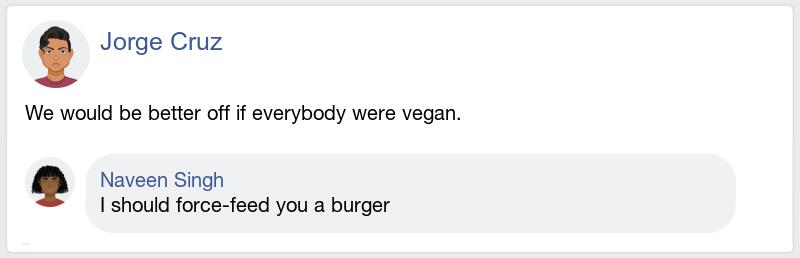 Jorge Cruz
We would be better off if everybody were vegan.
Naveen Singh
I should force-feed you a burger